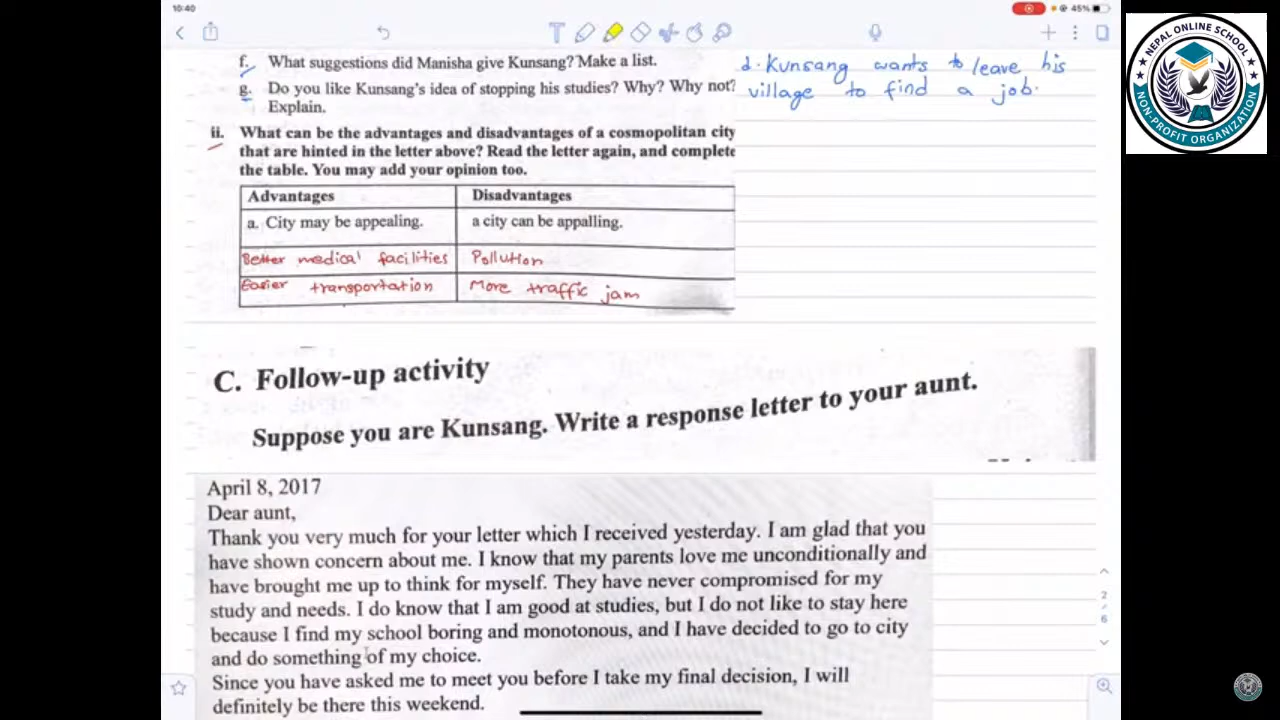 10:40
45%
NEPAL ONLINE SCHOOL
NON-PROFIT ORGANIZATION
f. What suggestions did Manisha give Kunsang? Make a list.
g. Do you like Kunsang's idea of stopping his studies? Why? Why not?
Explain.
d. Kunsang wants to leave his
village to find a job.
ii. What can be the advantages and disadvantages of a cosmopolitan city
that are hinted in the letter above? Read the letter again, and complete
the table. You may add your opinion too.
Advantages Disadvantages
a. City may be appealing. a city can be appalling.
Better medical facilities Pollution
Easier transportation More traffic jam
C. Follow-up activity
Suppose you are Kunsang. Write a response letter to your aunt.
April 8, 2017
Dear aunt,
Thank you very much for your letter which I received yesterday. I am glad that you
have shown concern about me. I know that my parents love me unconditionally and
have brought me up to think for myself. They have never compromised for my
study and needs. I do know that I am good at studies, but I do not like to stay here
because I find my school boring and monotonous, and I have decided to go to city
and do something of my choice.
Since you have asked me to meet you before I take my final decision, I will
definitely be there this weekend.
2
6